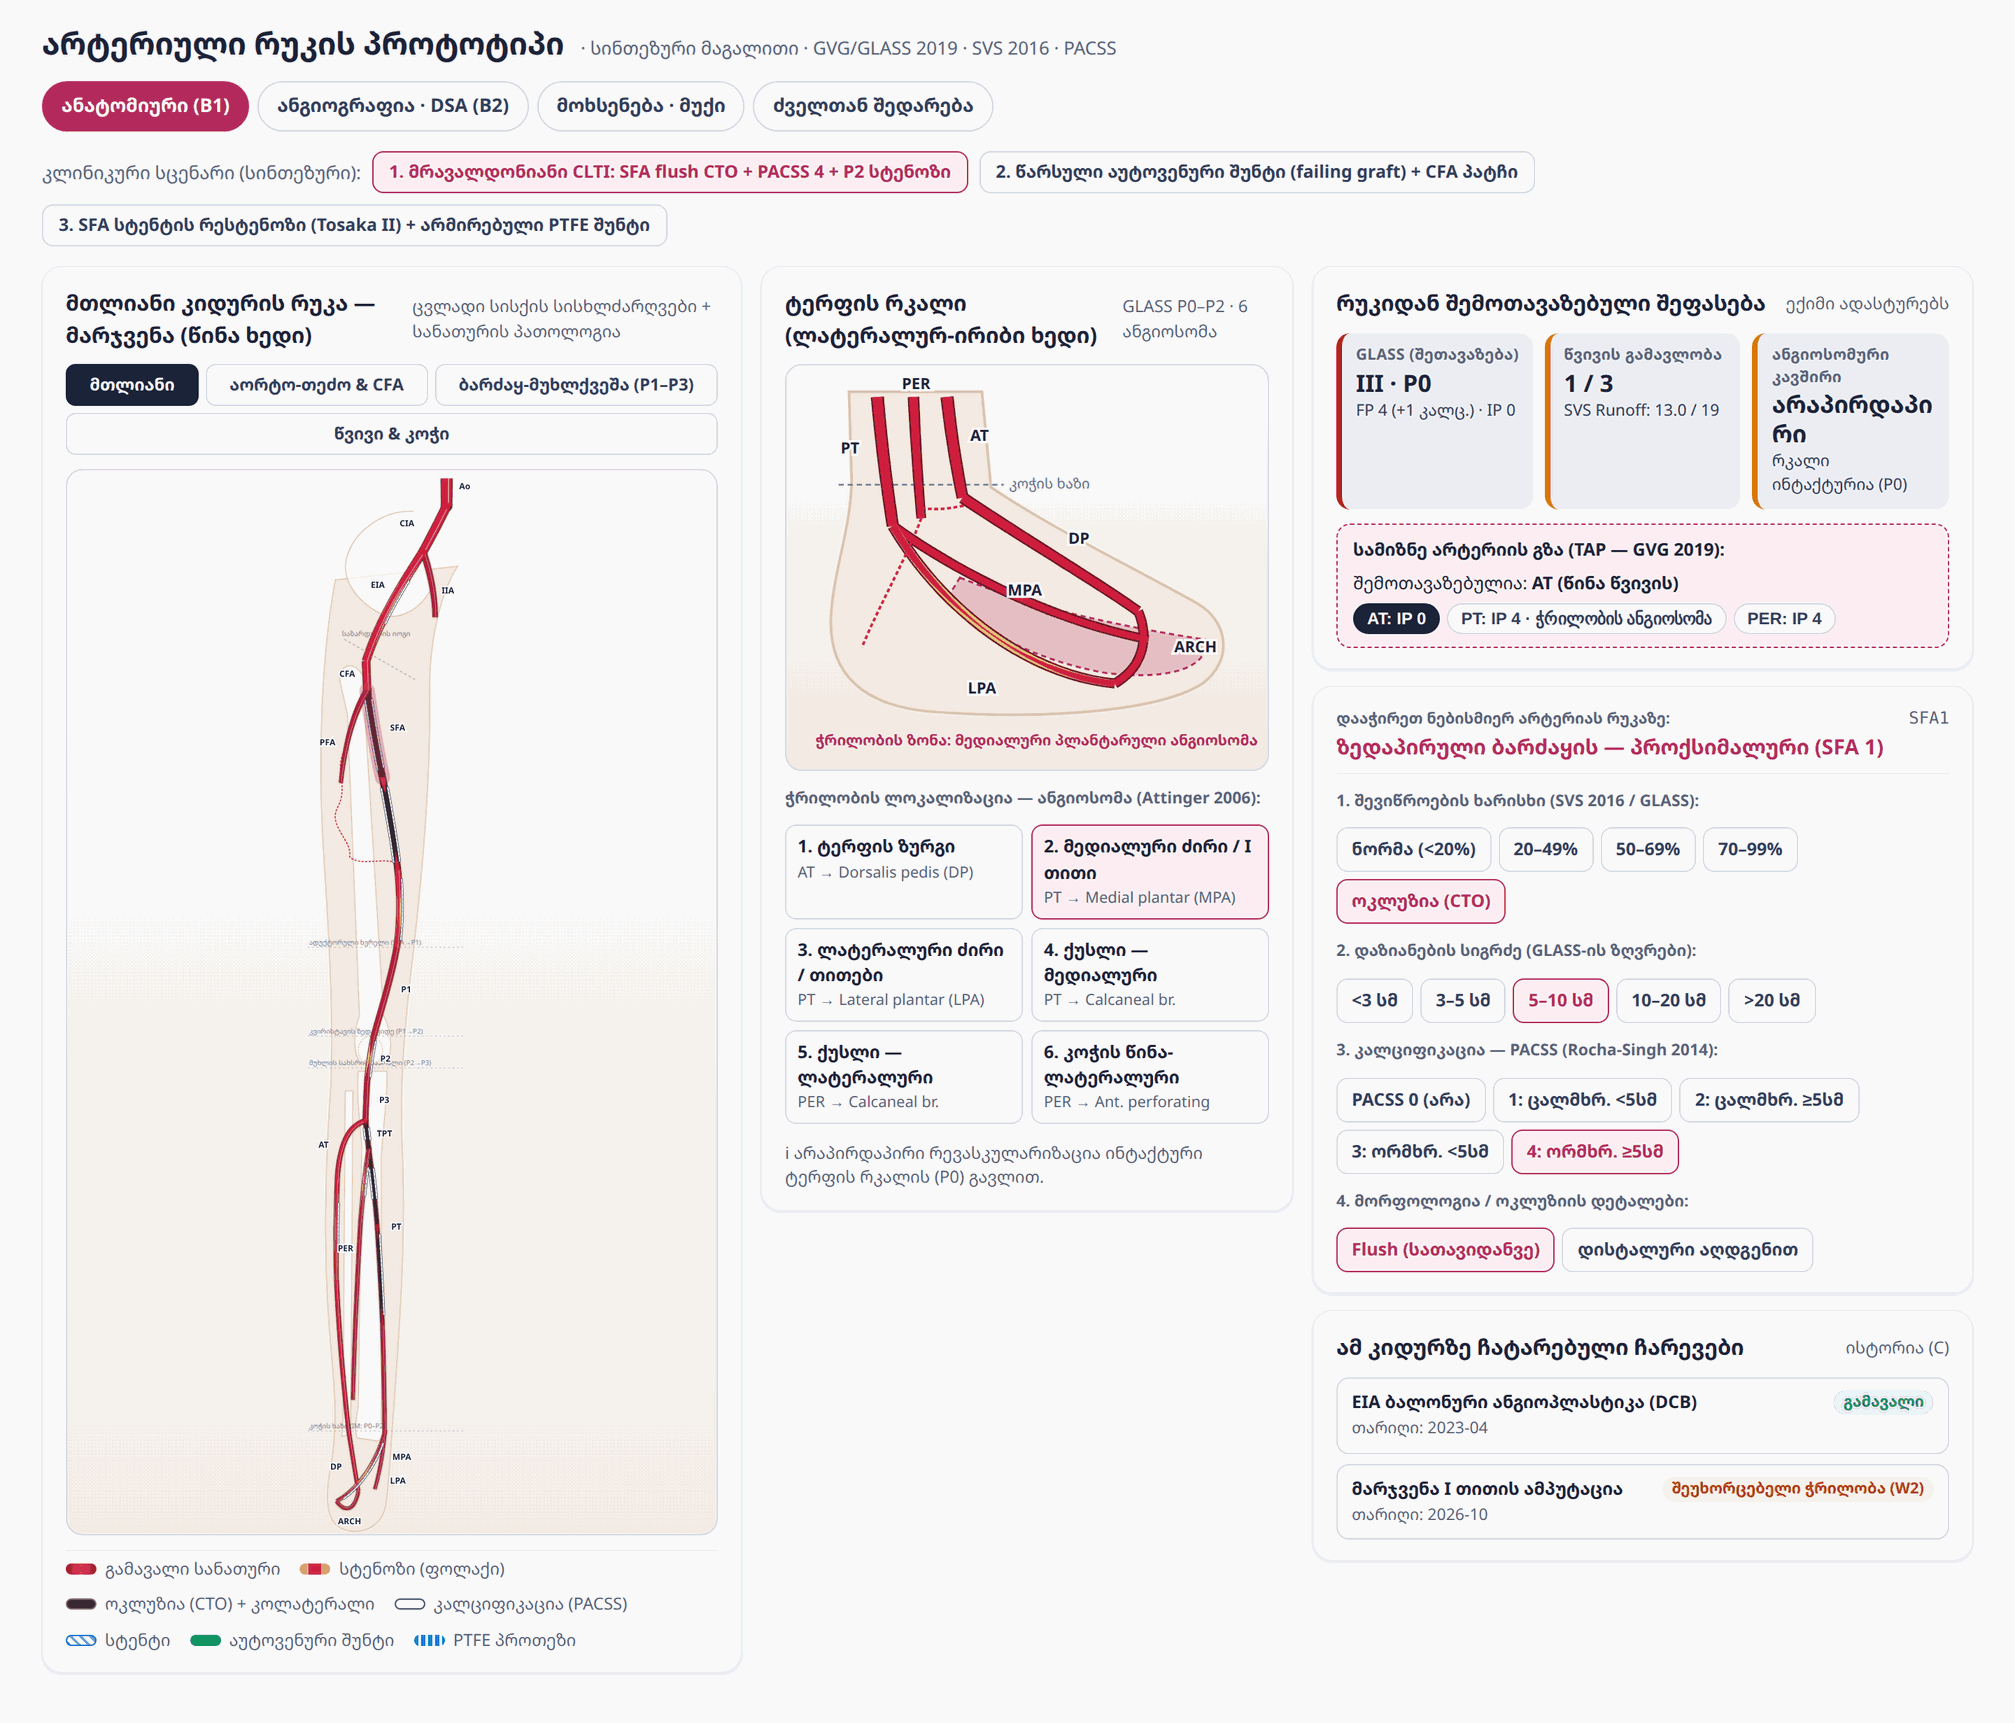 არტერიული რუკის პროტოტიპი · სინთეზური მაგალითი · GVG/GLASS 2019 · SVS 2016 · PACSS
ანატომიური (B1)
ანგიოგრაფია · DSA (B2)
მოხსენება · მუქი
ძველთან შედარება
კლინიკური სცენარი (სინთეზური):
1. მრავალდონიანი CLTI: SFA flush CTO + PACSS 4 + P2 სტენოზი
2. წარსული აუტოვენური შუნტი (failing graft) + CFA პატჩი
3. SFA სტენტის რესტენოზი (Tosaka II) + არმირებული PTFE შუნტი
მთლიანი კიდურის რუკა —
მარჯვენა (წინა ხედი)
ცვლადი სისქის სისხლძარღვები +
სანათურის პათოლოგია
მთლიანი
აორტო-თეძო & CFA
ბარძაყ-მუხლქვეშა (P1–P3)
წვივი & კოჭი
Ao
CIA
EIA
IIA
CFA
SFA
PFA
P1
P2
P3
TPT
AT
PT
PER
MPA
DP
LPA
ARCH
გამავალი სანათური
სტენოზი (ფოლაქი)
ოკლუზია (CTO) + კოლატერალი
კალციფიკაცია (PACSS)
სტენტი
აუტოვენური შუნტი
PTFE პროთეზი
ტერფის რკალი
(ლატერალურ-ირიბი ხედი)
GLASS P0–P2 · 6
ანგიოსომა
PER
PT
AT
კოჭის ხაზი
DP
MPA
ARCH
LPA
ჭრილობის ზონა: მედიალური პლანტარული ანგიოსომა
ჭრილობის ლოკალიზაცია — ანგიოსომა (Attinger 2006):
1. ტერფის ზურგი
AT → Dorsalis pedis (DP)
2. მედიალური ძირი / I
თითი
PT → Medial plantar (MPA)
3. ლატერალური ძირი
/ თითები
PT → Lateral plantar (LPA)
4. ქუსლი —
მედიალური
PT → Calcaneal br.
5. ქუსლი —
ლატერალური
PER → Calcaneal br.
6. კოჭის წინა-
ლატერალური
PER → Ant. perforating
i არაპირდაპირი რევასკულარიზაცია ინტაქტური
ტერფის რკალის (P0) გავლით.
რუკიდან შემოთავაზებული შეფასება
ექიმი ადასტურებს
GLASS (შეთავაზება)
III · P0
FP 4 (+1 კალც.) · IP 0
წვივის გამავლობა
1 / 3
SVS Runoff: 13.0 / 19
ანგიოსომური
კავშირი
არაპირდაპი
რი
რკალი
ინტაქტურია (P0)
სამიზნე არტერიის გზა (TAP — GVG 2019):
შემოთავაზებულია: AT (წინა წვივის)
AT: IP 0
PT: IP 4 · ჭრილობის ანგიოსომა
PER: IP 4
დააჭირეთ ნებისმიერ არტერიას რუკაზე:
SFA1
ზედაპირული ბარძაყის — პროქსიმალური (SFA 1)
1. შევიწროების ხარისხი (SVS 2016 / GLASS):
ნორმა (<20%)
20–49%
50–69%
70–99%
ოკლუზია (CTO)
2. დაზიანების სიგრძე (GLASS-ის ზღვრები):
<3 სმ
3–5 სმ
5–10 სმ
10–20 სმ
>20 სმ
3. კალციფიკაცია — PACSS (Rocha-Singh 2014):
PACSS 0 (არა)
1: ცალმხრ. <5სმ
2: ცალმხრ. ≥5სმ
3: ორმხრ. <5სმ
4: ორმხრ. ≥5სმ
4. მორფოლოგია / ოკლუზიის დეტალები:
Flush (სათავიდანვე)
დისტალური აღდგენით
ამ კიდურზე ჩატარებული ჩარევები
ისტორია (C)
EIA ბალონური ანგიოპლასტიკა (DCB)
გამავალი
თარიღი: 2023-04
მარჯვენა I თითის ამპუტაცია
შეუხორცებელი ჭრილობა (W2)
თარიღი: 2026-10